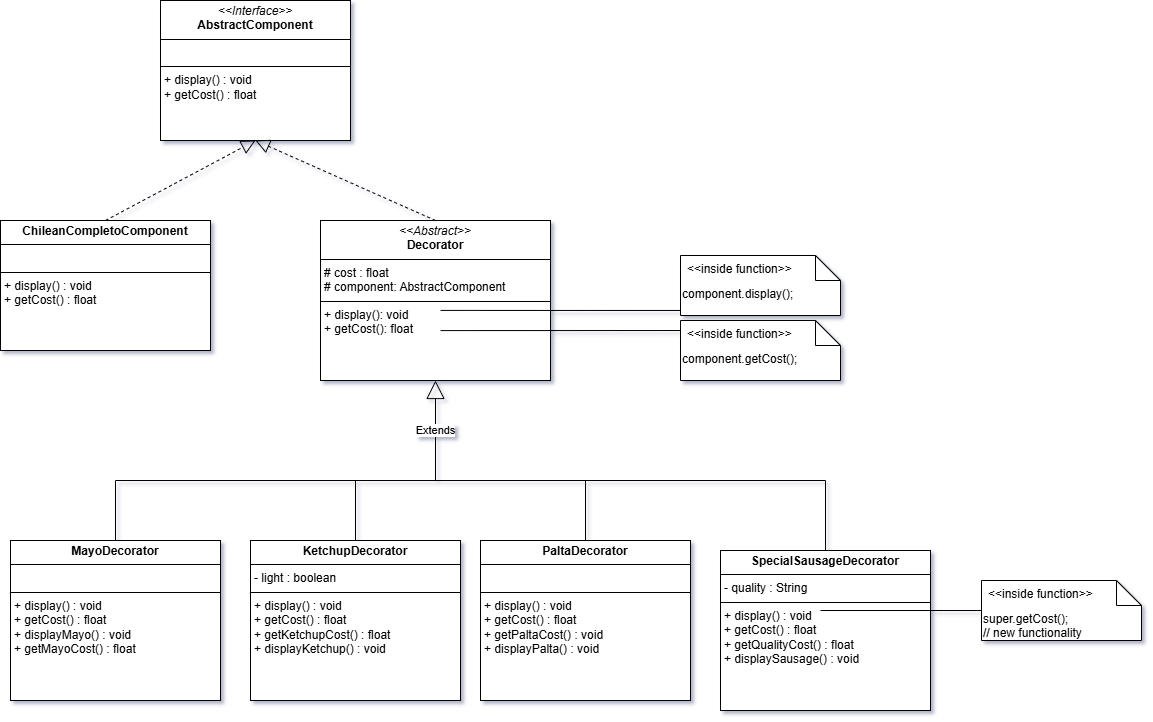 <<Interface>>
AbstractComponent
+ display() : void
+ getCost() : float
ChileanCompletoComponent
+ display() : void
+ getCost() : float
<<Abstract>>
Decorator
# cost : float
# component: AbstractComponent
+ display(): void
+ getCost(): float
<<inside function>>
component.display();
<<inside function>>
component.getCost();
Extends
MayoDecorator
+ display() : void
+ getCost() : float
+ displayMayo() : void
+ getMayoCost() : float
KetchupDecorator
- light : boolean
+ display() : void
+ getCost() : float
+ getKetchupCost() : float
+ displayKetchup() : void
PaltaDecorator
+ display() : void
+ getCost() : float
+ getPaltaCost() : void
+ displayPalta() : void
SpecialSausageDecorator
- quality : String
+ display() : void
+ getCost() : float
+ getQualityCost() : float
+ displaySausage() : void
<<inside function>>
super.getCost();
// new functionality